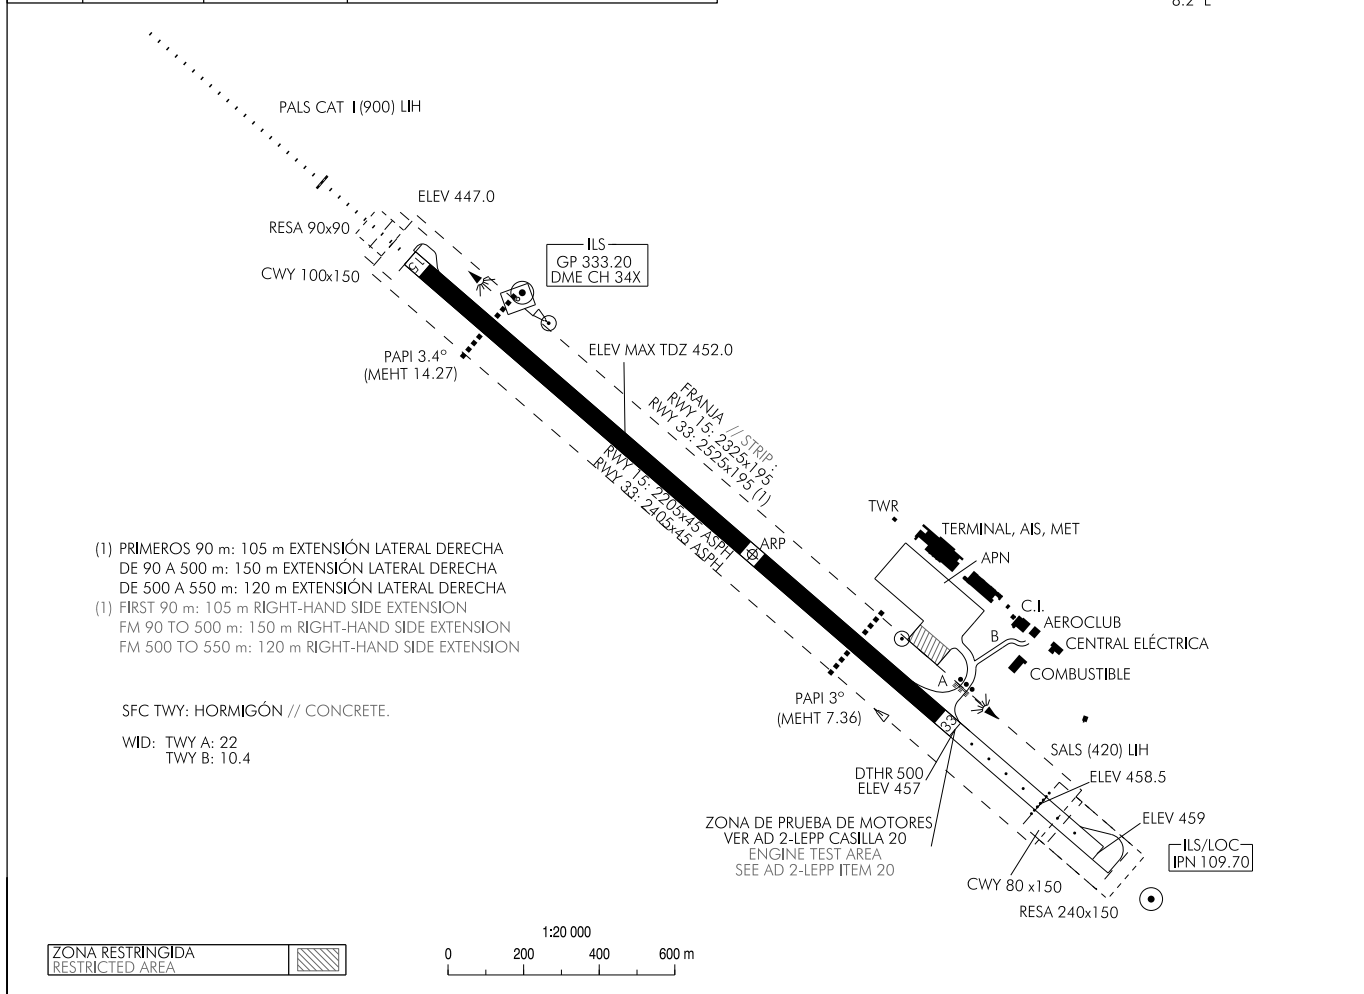 8.2 E
PALS CAT I (900) LIH
ELEV 447.0
RESA 90x90
CWY 100x150
15
ILS
GP 333.20
DME CH 34X
PAPI 3.4°
(MEHT 14.27)
ELEV MAX TDZ 452.0
FRANJA // STRIP :
RWY 15: 2325x195
RWY 33: 2525x195 (1)
RWY 15: 2205x45 ASPH
RWY 33: 2405x45 ASPH
ARP
TWR
TERMINAL, AIS, MET
APN
C.I.
AEROCLUB
B
CENTRAL ELÉCTRICA
COMBUSTIBLE
A
(1) PRIMEROS 90 m: 105 m EXTENSIÓN LATERAL DERECHA
DE 90 A 500 m: 150 m EXTENSIÓN LATERAL DERECHA
DE 500 A 550 m: 120 m EXTENSIÓN LATERAL DERECHA
(1) FIRST 90 m: 105 m RIGHT-HAND SIDE EXTENSION
FM 90 TO 500 m: 150 m RIGHT-HAND SIDE EXTENSION
FM 500 TO 550 m: 120 m RIGHT-HAND SIDE EXTENSION
SFC TWY: HORMIGÓN // CONCRETE.
WID: TWY A: 22
TWY B: 10.4
PAPI 3°
(MEHT 7.36)
33
SALS (420) LIH
DTHR 500
ELEV 457
ELEV 458.5
ELEV 459
ZONA DE PRUEBA DE MOTORES
VER AD 2-LEPP CASILLA 20
ENGINE TEST AREA
SEE AD 2-LEPP ITEM 20
ILS/LOC
IPN 109.70
CWY 80 x150
RESA 240x150
ZONA RESTRINGIDA
RESTRICTED AREA
1:20 000
0 200 400 600 m